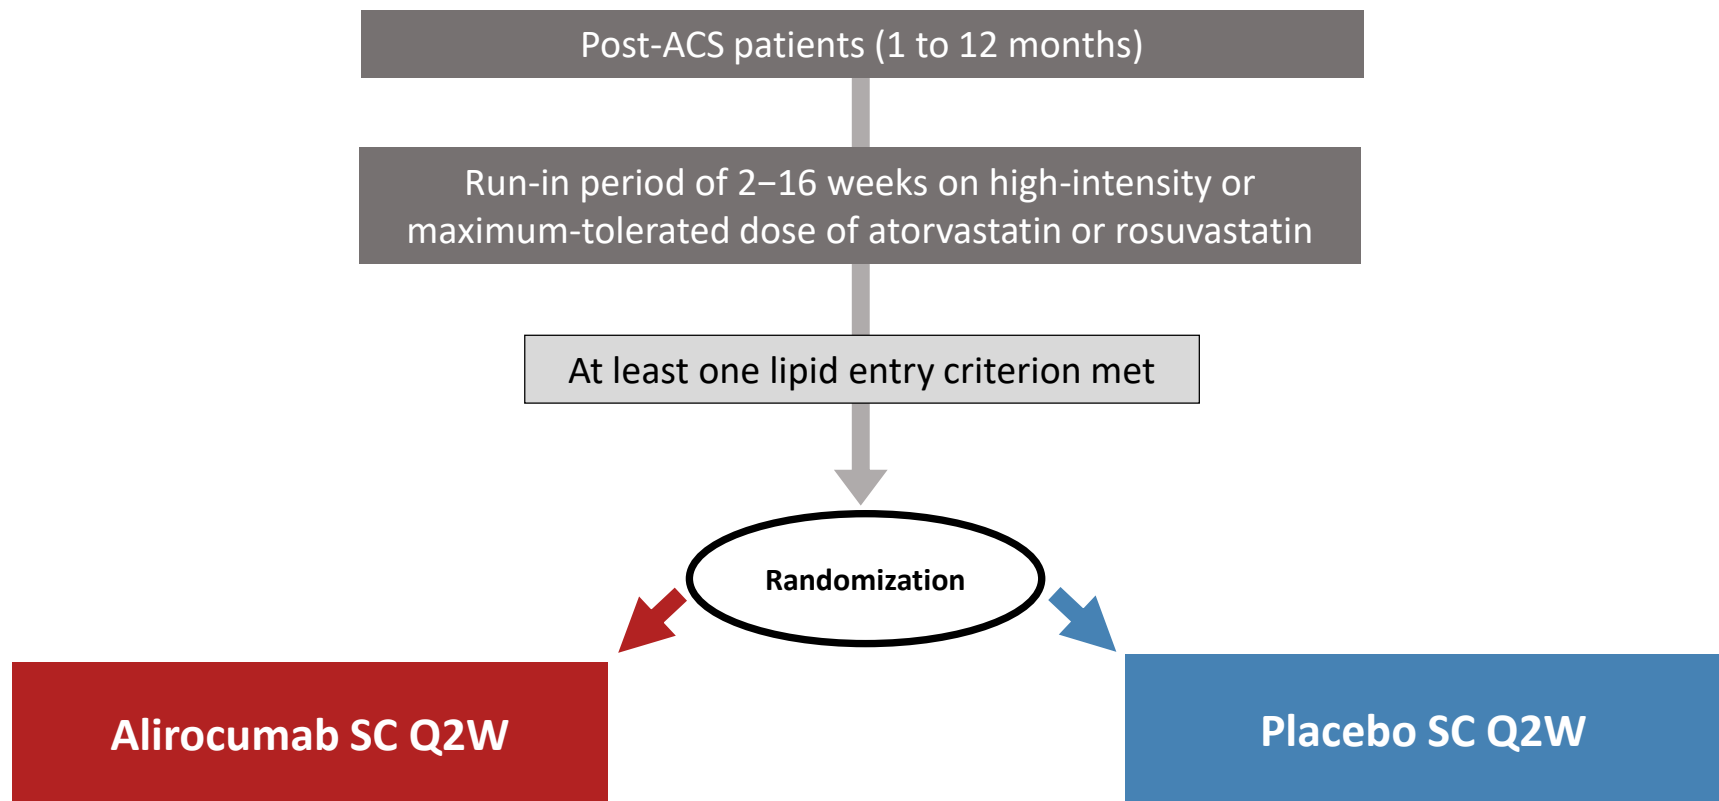 Post-ACS patients (1 to 12 months)
Run-in period of 2–16 weeks on high-intensity or
maximum-tolerated dose of atorvastatin or rosuvastatin
At least one lipid entry criterion met
Randomization
Alirocumab SC Q2W
Placebo SC Q2W